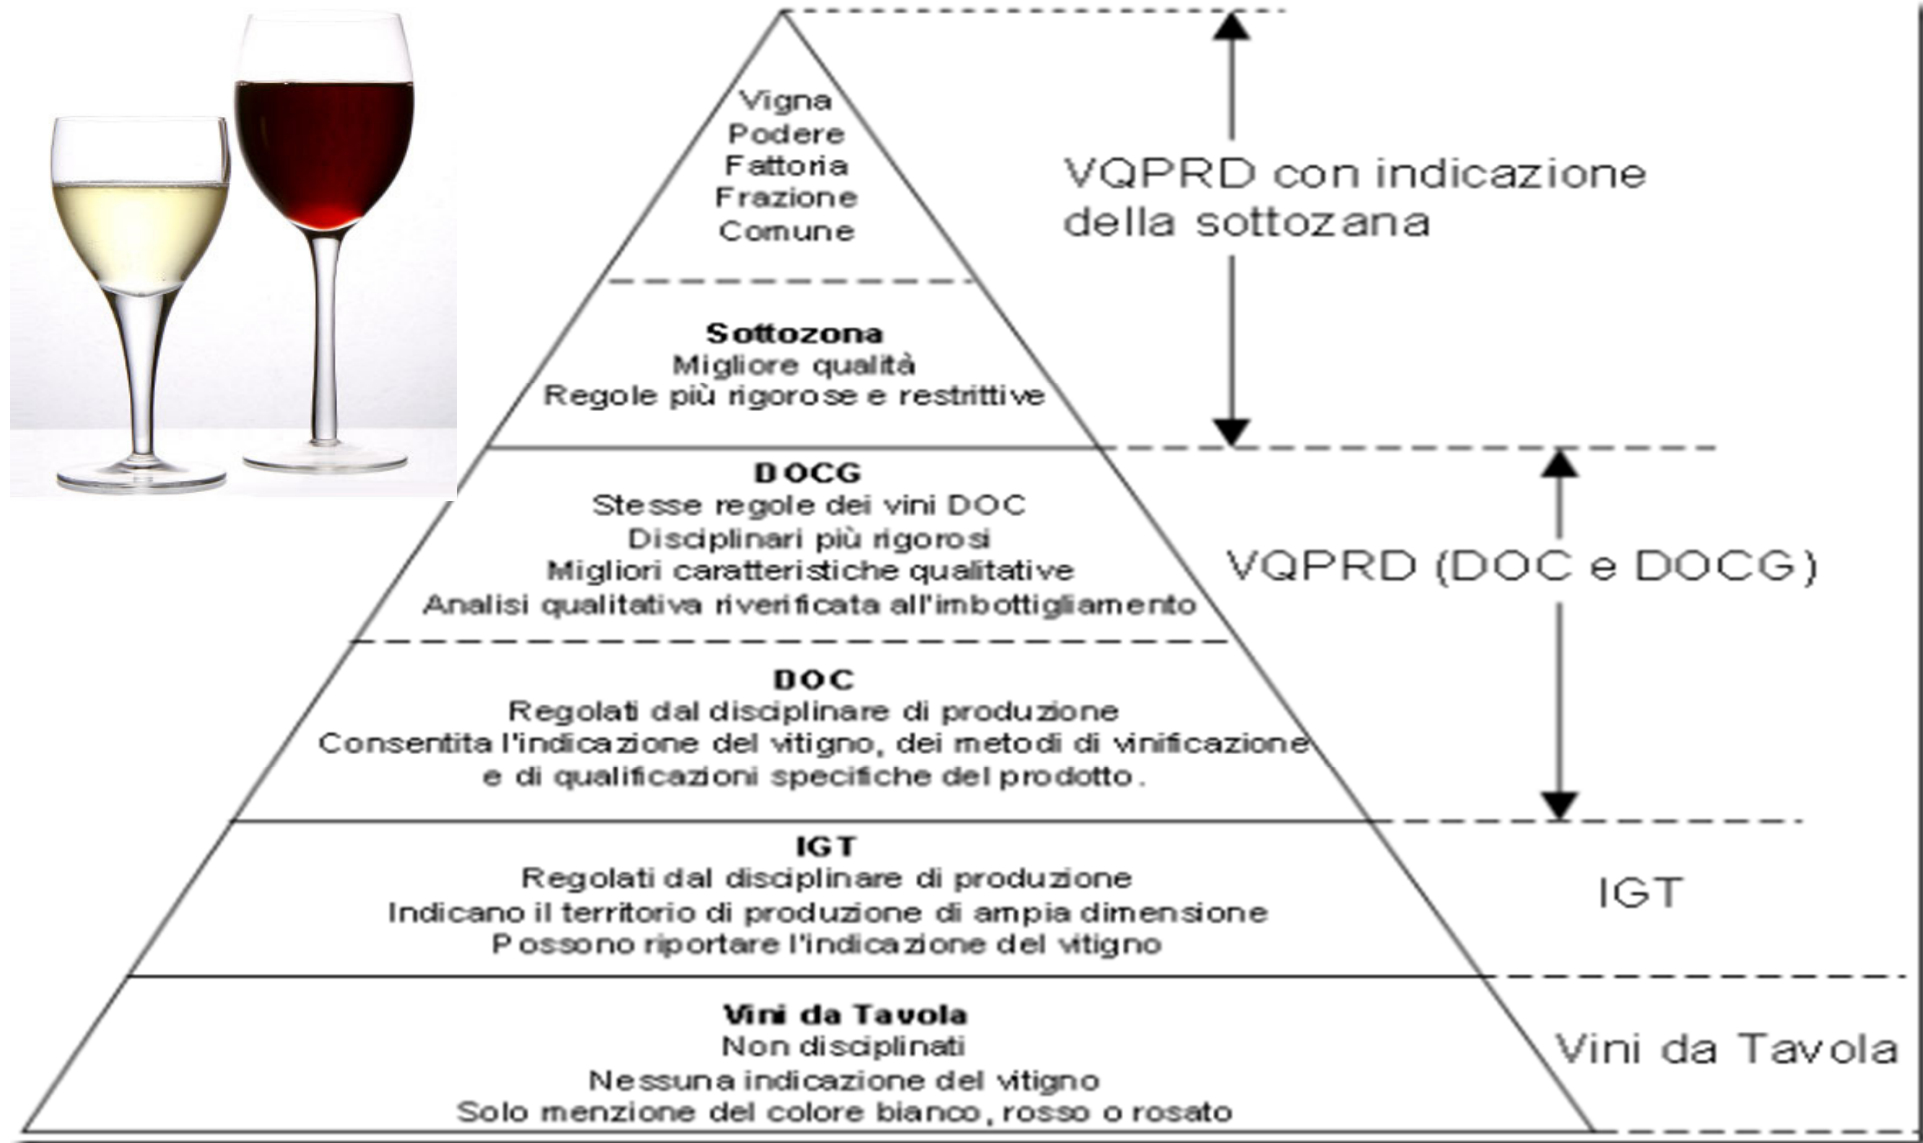 Vigna
Podere
Fattoria
Frazione
Comune
VQPRD con indicazione
della sottozana
Sottozona
Migliore qualità
Regole più rigorose e restrittive
DOCG
Stesse regole dei vini DOC
Disciplinari più rigorosi
Migliori caratteristiche qualitative
Analisi qualitativa riverificata all'imbottigliamento
VQPRD (DOC e DOCG)
DOC
Regolati dal disciplinare di produzione
Consentita l'indicazione del vitigno, dei metodi di vinificazione
e di qualificazioni specifiche del prodotto.
IGT
Regolati dal disciplinare di produzione
Indicano il territorio di produzione di ampia dimensione
Possono riportare l'indicazione del vitigno
IGT
Vini da Tavola
Non disciplinati
Nessuna indicazione del vitigno
Solo menzione del colore bianco, rosso o rosato
Vini da Tavola